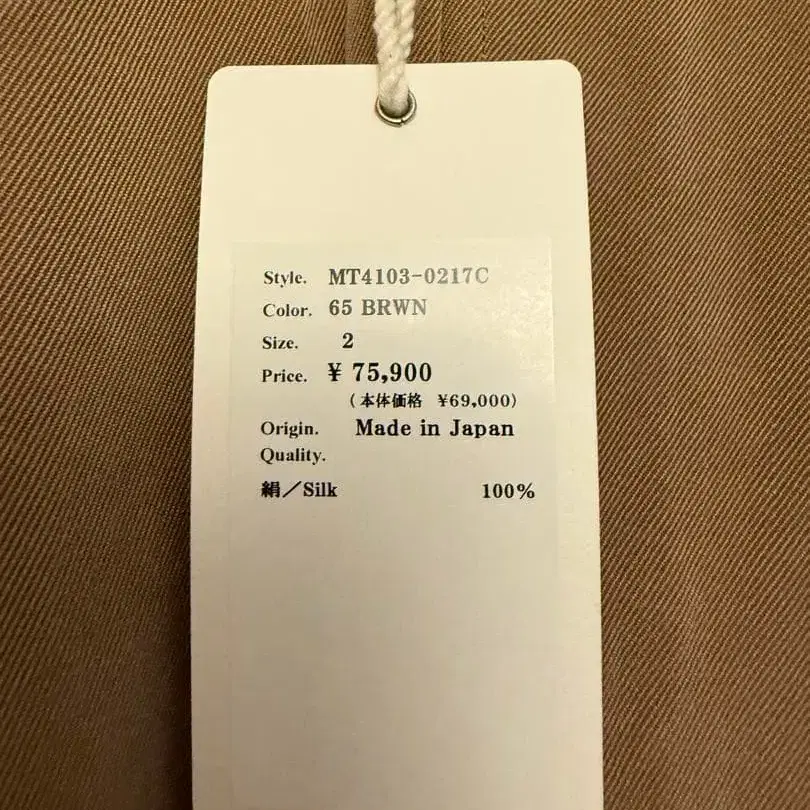 Style. MT4103-0217C
Color. 65 BRWN
Size. 2
Price. ¥ 75,900
(本体価格 ¥69,000)
Origin. Made in Japan
Quality.
絹／Silk 100%